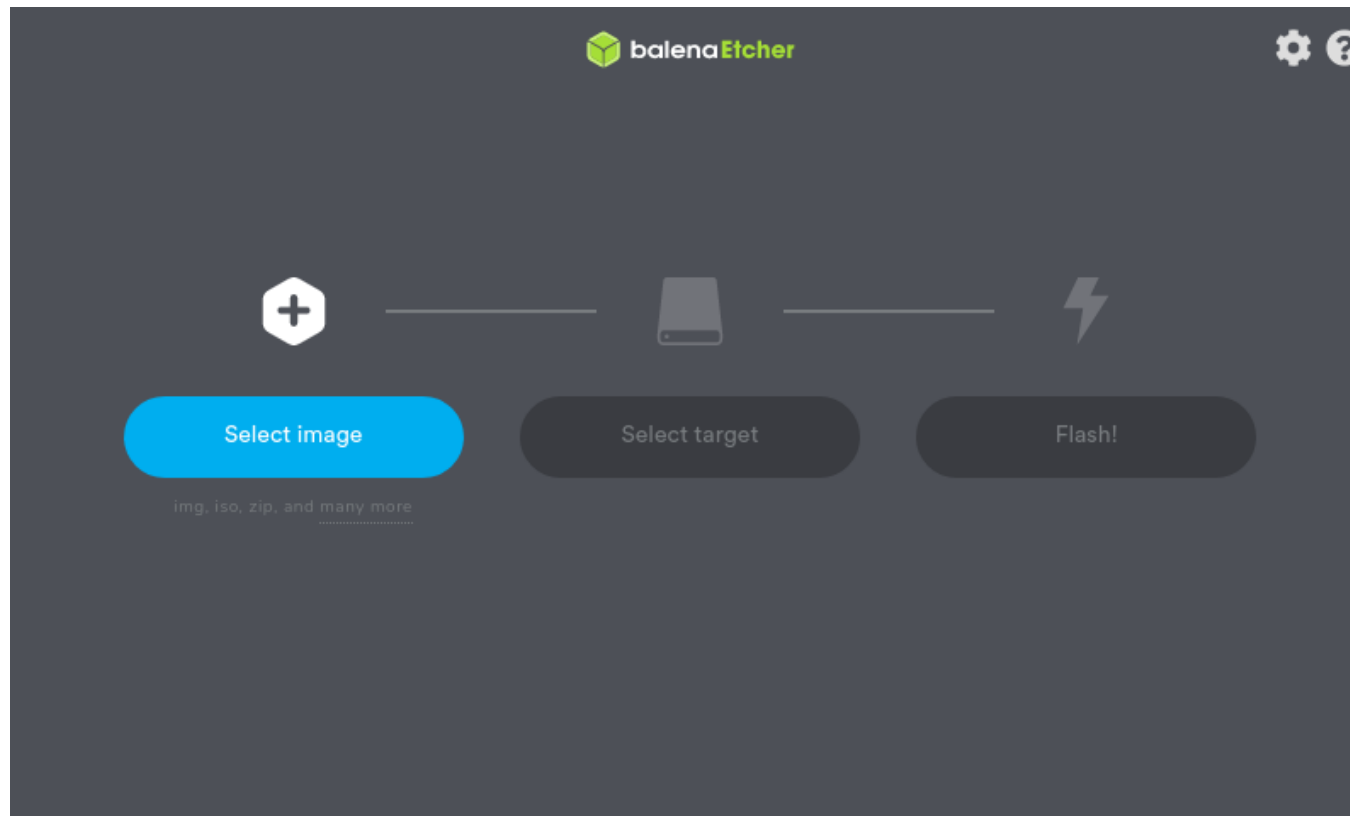 balenaEtcher
Select image
Select target
Flash!
img, iso, zip, and many more